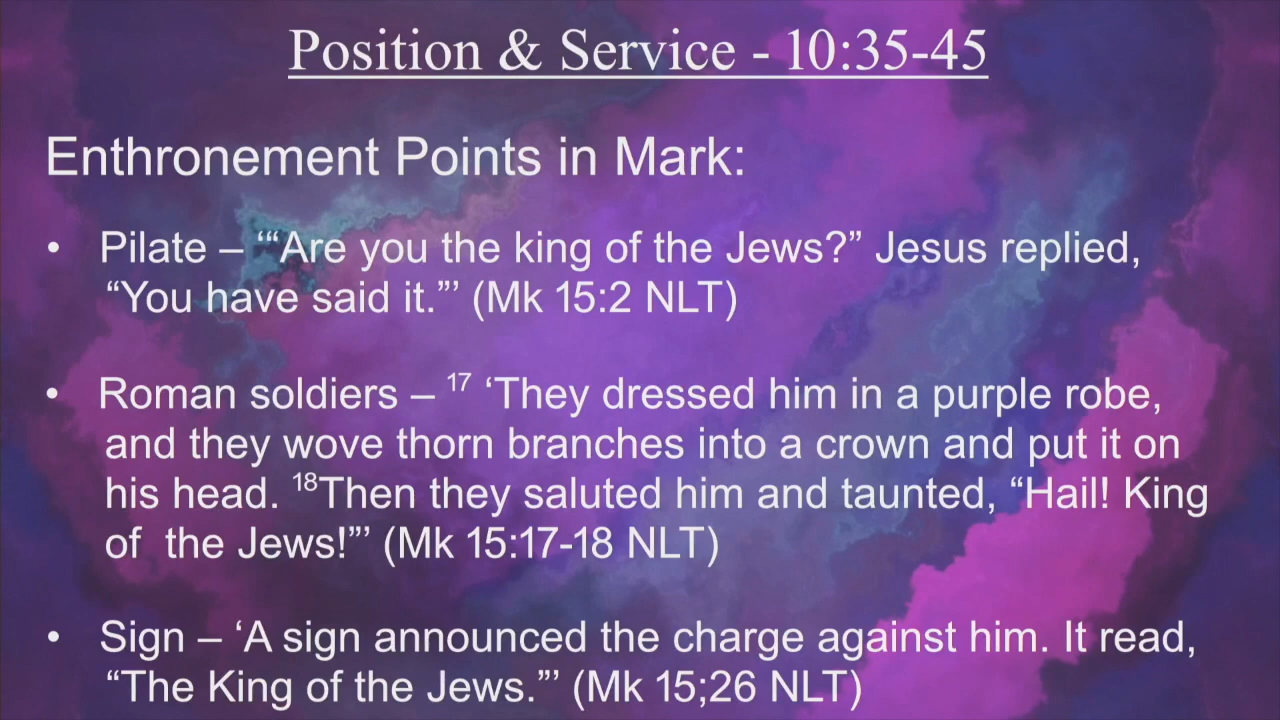 Position & Service - 10:35-45
Enthronement Points in Mark:
• Pilate – ‘“Are you the king of the Jews?” Jesus replied,
“You have said it.”’ (Mk 15:2 NLT)
• Roman soldiers – ¹⁷ ‘They dressed him in a purple robe,
and they wove thorn branches into a crown and put it on
his head. ¹⁸Then they saluted him and taunted, “Hail! King
of  the Jews!”’ (Mk 15:17-18 NLT)
• Sign – ‘A sign announced the charge against him. It read,
“The King of the Jews.”’ (Mk 15;26 NLT)